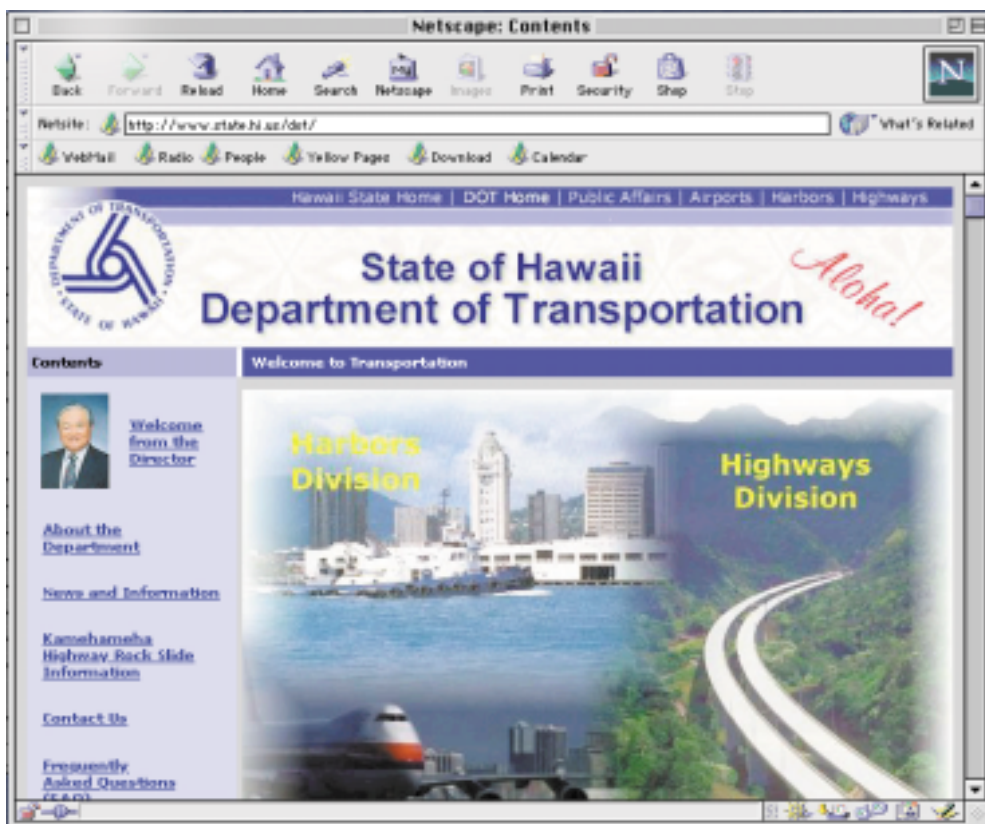 Netscape: Contents
Back Forward Reload Home Search Netscape Images Print Security Shop Stop
My
N
Netsite: http://www.state.hi.us/dot/ What's Related
WebMail Radio People Yellow Pages Download Calendar
Hawaii State Home | DOT Home | Public Affairs | Airports | Harbors | Highways
DEPARTMENT OF TRANSPORTATION
STATE OF HAWAII
State of Hawaii
Department of Transportation
Aloha!
Contents
Welcome to Transportation
Welcome
from the
Director
Harbors
Division
Highways
Division
About the
Department
News and Information
Kamehameha
Highway Rock Slide
Information
Contact Us
Frequently
Asked Questions
(FAQ)